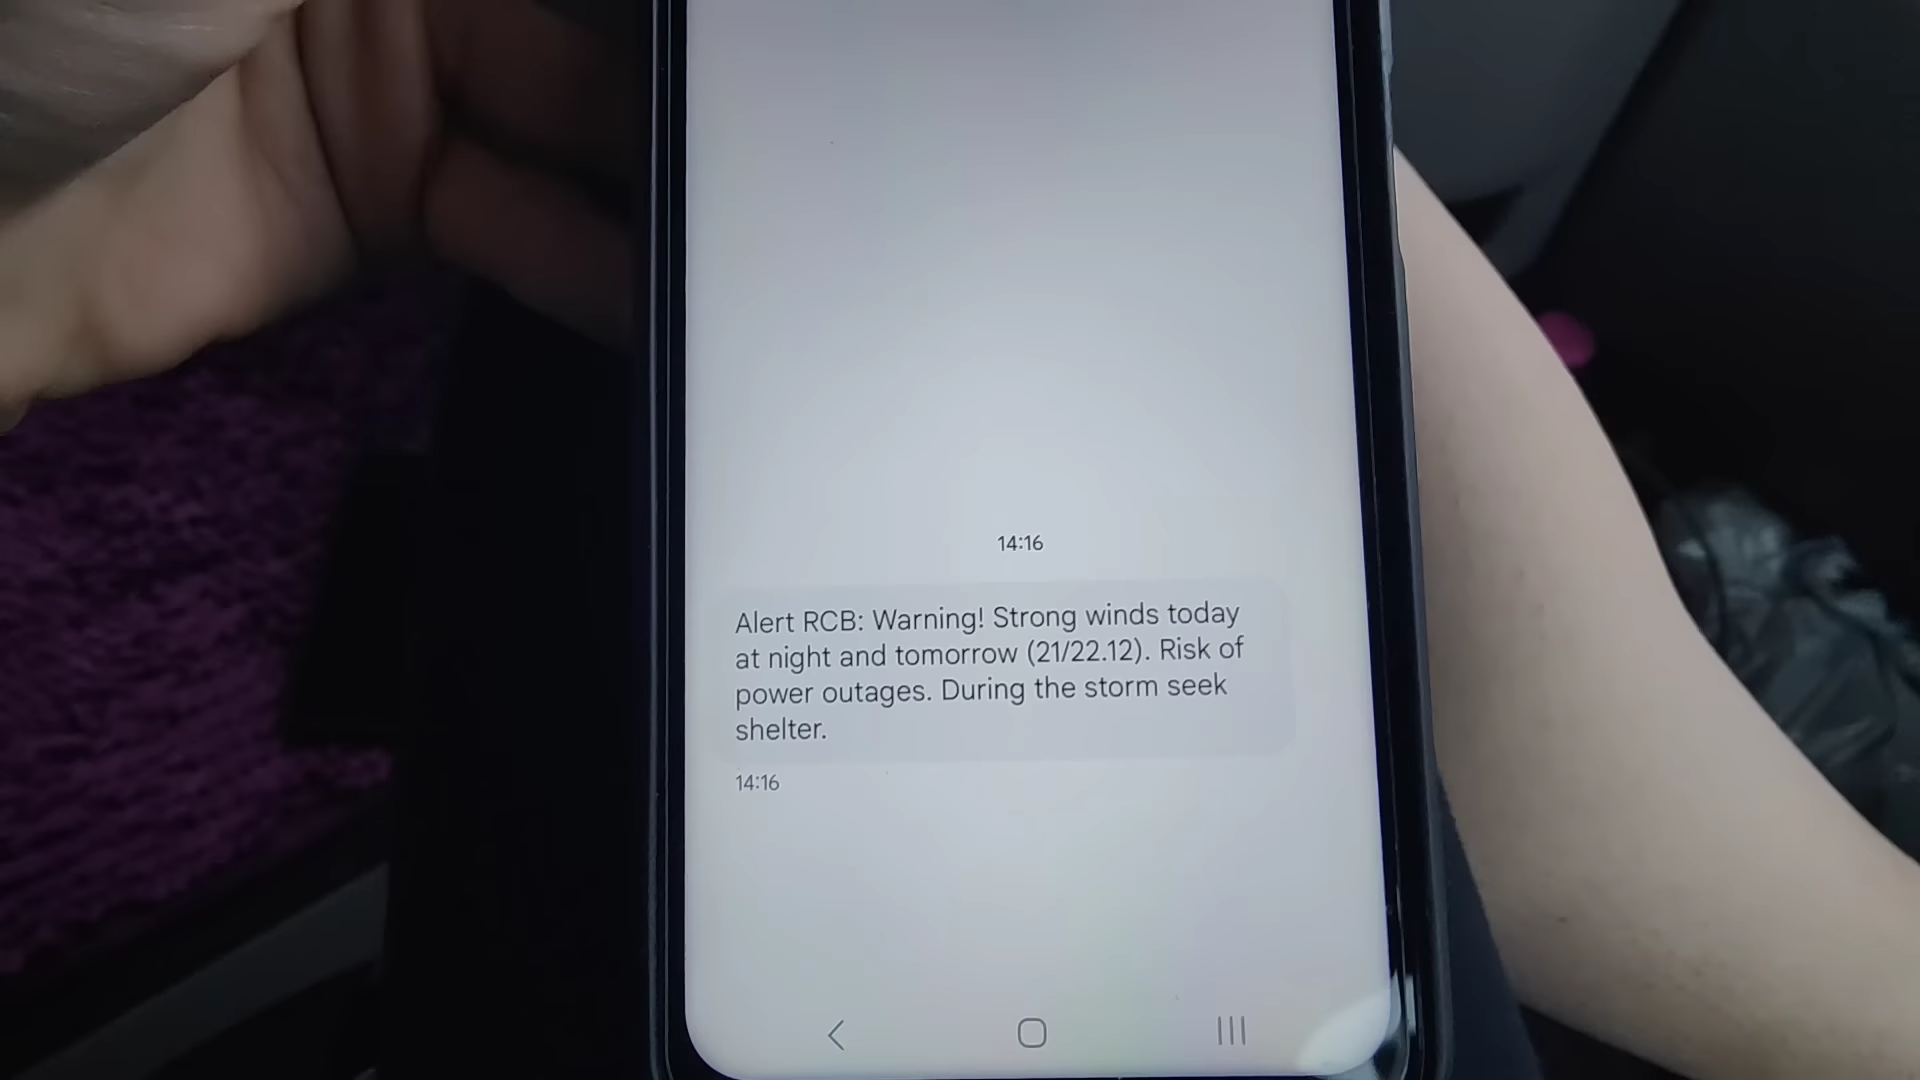 14:16
Alert RCB: Warning! Strong winds today
at night and tomorrow (21/22.12). Risk of
power outages. During the storm seek
shelter.
14:16